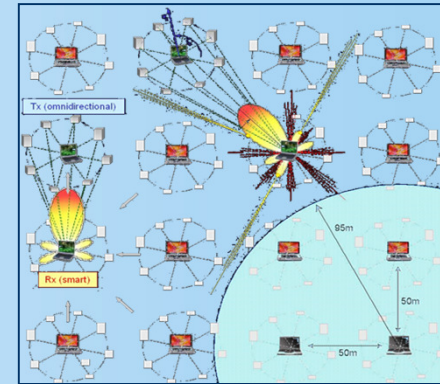 Tx (omnidirectional)
Rx (smart)
95m
50m
50m